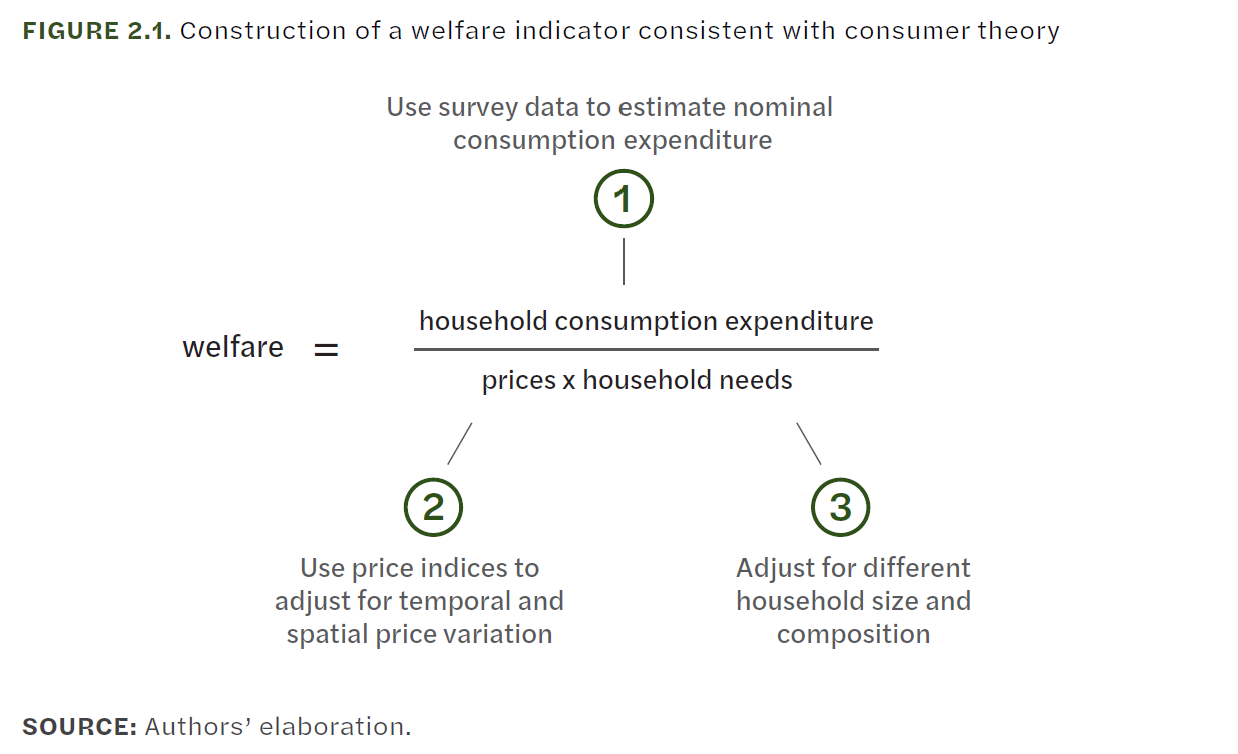 FIGURE 2.1. Construction of a welfare indicator consistent with consumer theory
Use survey data to estimate nominal
consumption expenditure
1
household consumption expenditure
welfare =
prices x household needs
2
3
Use price indices to
adjust for temporal and
spatial price variation
Adjust for different
household size and
composition
SOURCE: Authors’ elaboration.